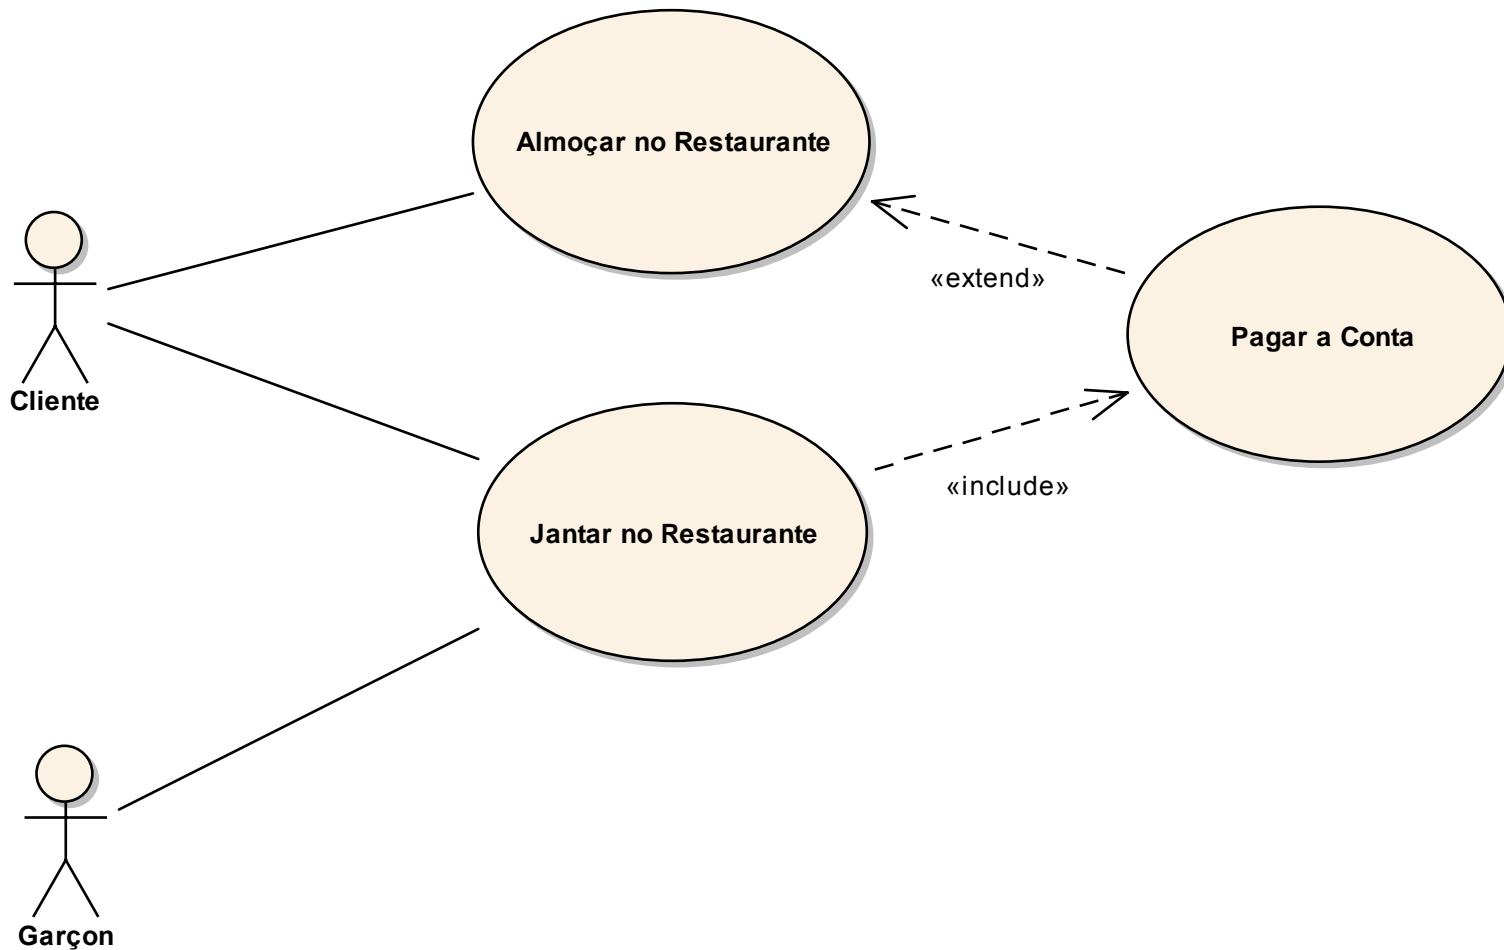 Almoçar no Restaurante
«extend»
Pagar a Conta
Cliente
«include»
Jantar no Restaurante
Garçon